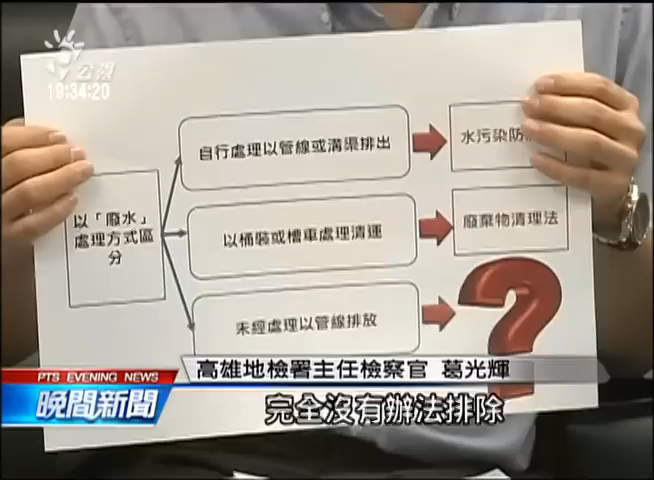 公視
19:34:20
自行處理以管線或溝渠排出
水污染防
以「廢水」
處理方式區
分
以桶裝或槽車處理清運
廢棄物清理法
未經處理以管線排放
?
PTS EVENING NEWS
晚間新聞
高雄地檢署主任檢察官 葛光輝
完全沒有辦法排除